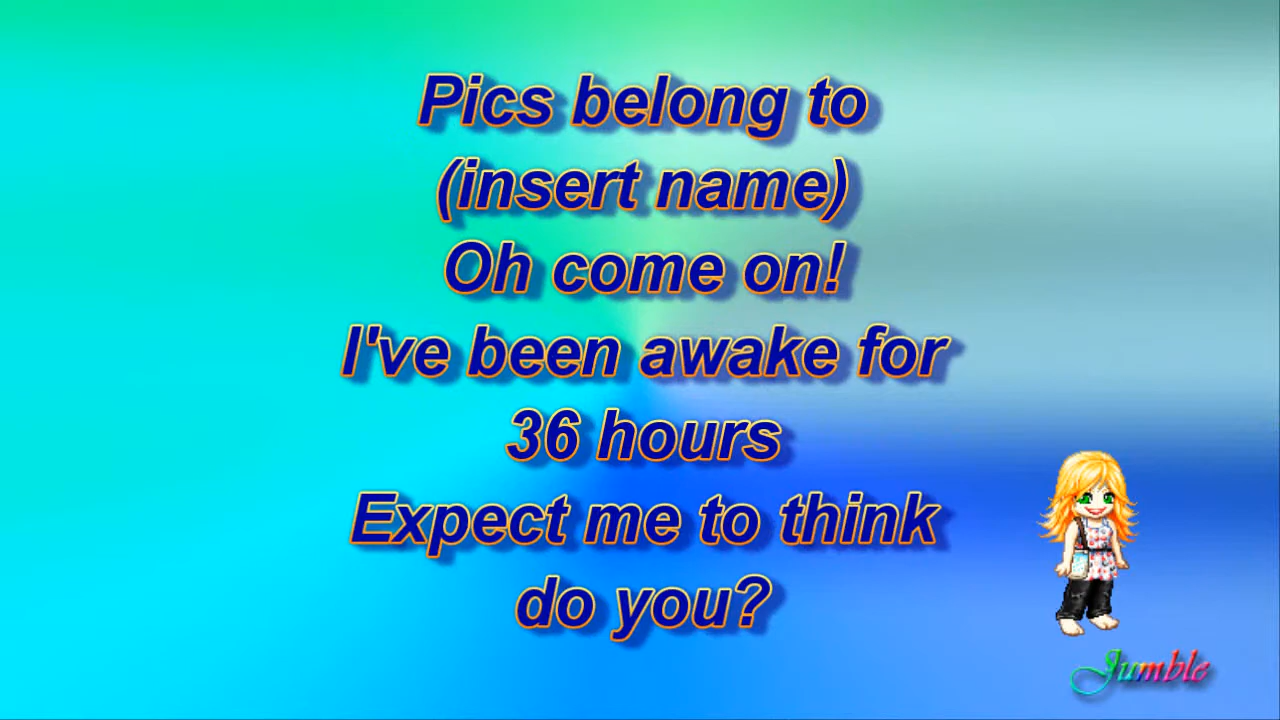 Pics belong to
(insert name)
Oh come on!
I've been awake for
36 hours
Expect me to think
do you?
Jumble